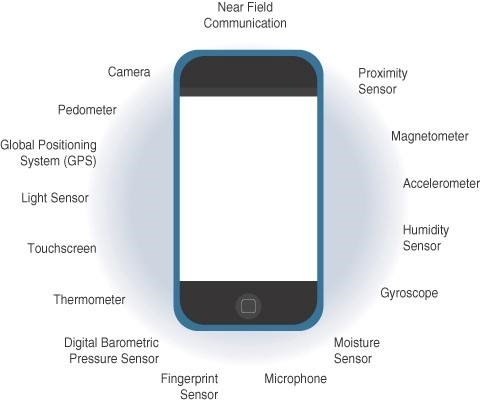 Near Field
Communication
Camera
Proximity
Sensor
Pedometer
Magnetometer
Global Positioning
System (GPS)
Accelerometer
Light Sensor
Humidity
Sensor
Touchscreen
Gyroscope
Thermometer
Digital Barometric
Pressure Sensor
Moisture
Sensor
Fingerprint
Sensor
Microphone